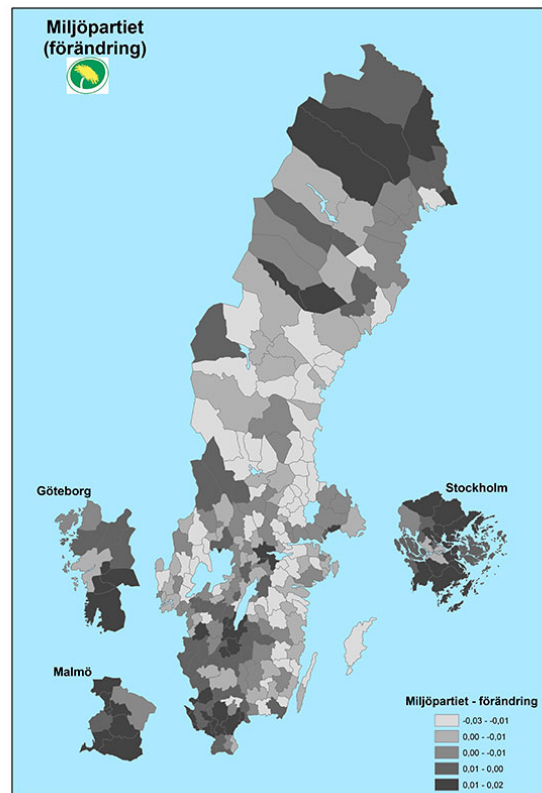 Miljöpartiet
(förändring)
Göteborg
Stockholm
Malmö
Miljöpartiet - förändring
-0,03 - -0,01
0,00 - -0,01
0,00 - -0,01
0,01 - 0,00
0,01 - 0,02